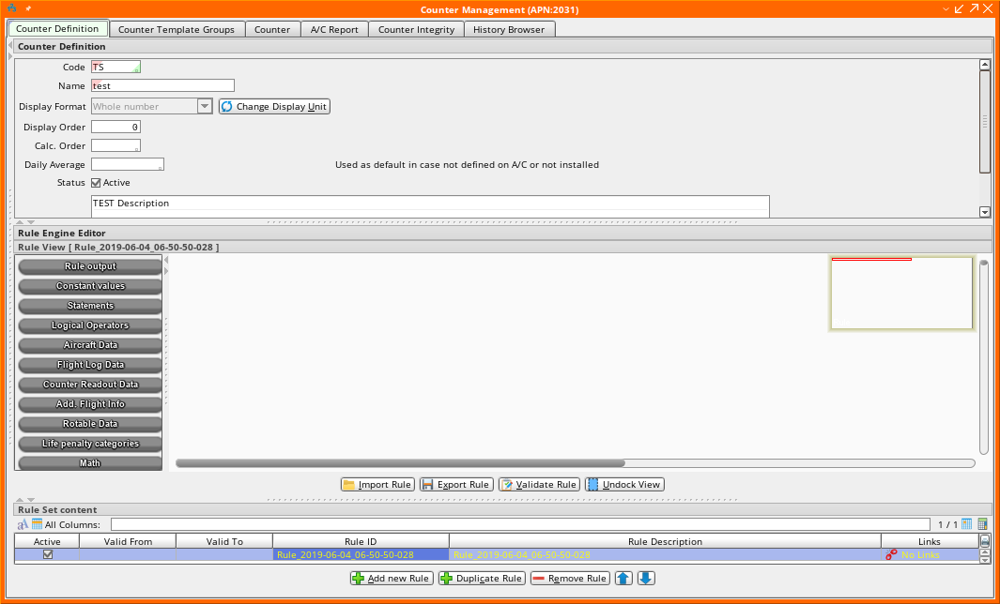 Counter Management (APN:2031)
Counter Definition
Counter Template Groups
Counter
A/C Report
Counter Integrity
History Browser
Counter Definition
Code TS
Name test
Display Format Whole number Change Display Unit
Display Order 0
Calc. Order
Daily Average Used as default in case not defined on A/C or not installed
Status Active
TEST Description
Rule Engine Editor
Rule View [ Rule_2019-06-04_06-50-50-028 ]
Rule output
Constant values
Statements
Logical Operators
Aircraft Data
Flight Log Data
Counter Readout Data
Add. Flight Info
Rotable Data
Life penalty categories
Math
Import Rule Export Rule Validate Rule Undock View
Rule Set content
All Columns: 1 / 1
Active Valid From Valid To Rule ID Rule Description Links
Rule_2019-06-04_06-50-50-028 Rule_2019-06-04_06-50-50-028 No Links
Add new Rule Duplicate Rule Remove Rule